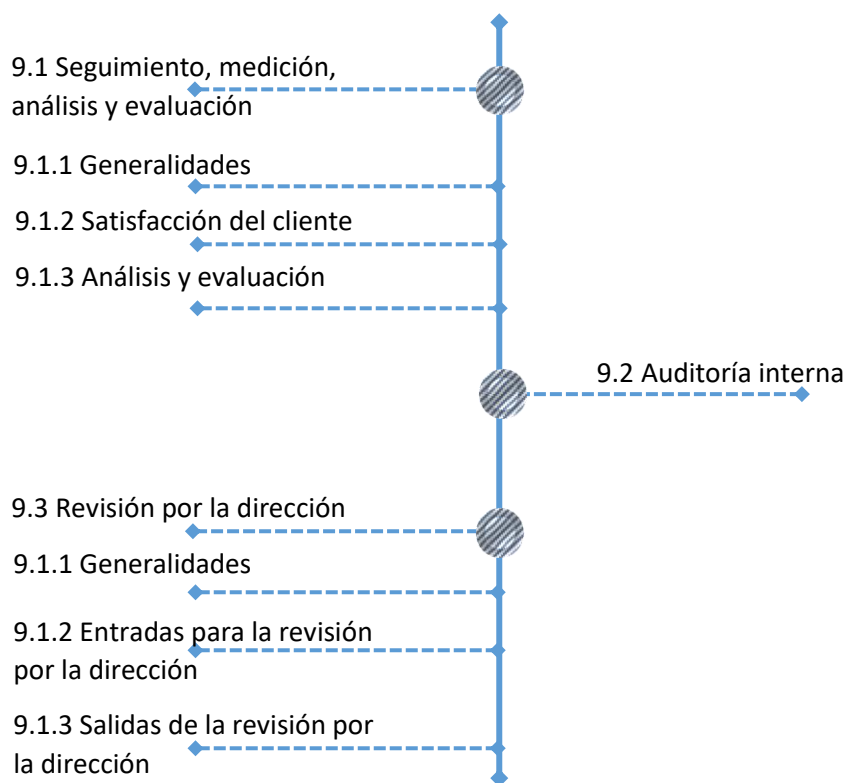 9.1 Seguimiento, medición,
análisis y evaluación
9.1.1 Generalidades
9.1.2 Satisfacción del cliente
9.1.3 Análisis y evaluación
9.2 Auditoría interna
9.3 Revisión por la dirección
9.1.1 Generalidades
9.1.2 Entradas para la revisión
por la dirección
9.1.3 Salidas de la revisión por
la dirección